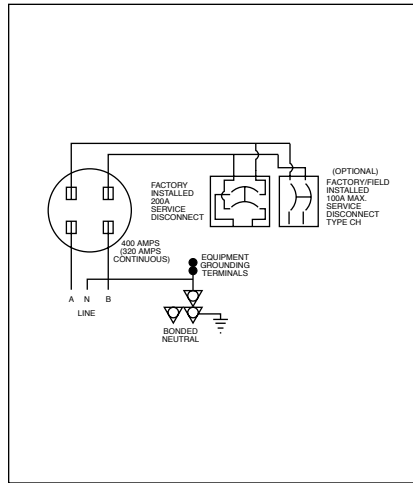 (OPTIONAL)
FACTORY/FIELD
INSTALLED
100A MAX.
SERVICE
DISCONNECT
TYPE CH
FACTORY
INSTALLED
200A
SERVICE
DISCONNECT
400 AMPS
(320 AMPS
CONTINUOUS)
EQUIPMENT
GROUNDING
TERMINALS
A N B
LINE
BONDED
NEUTRAL